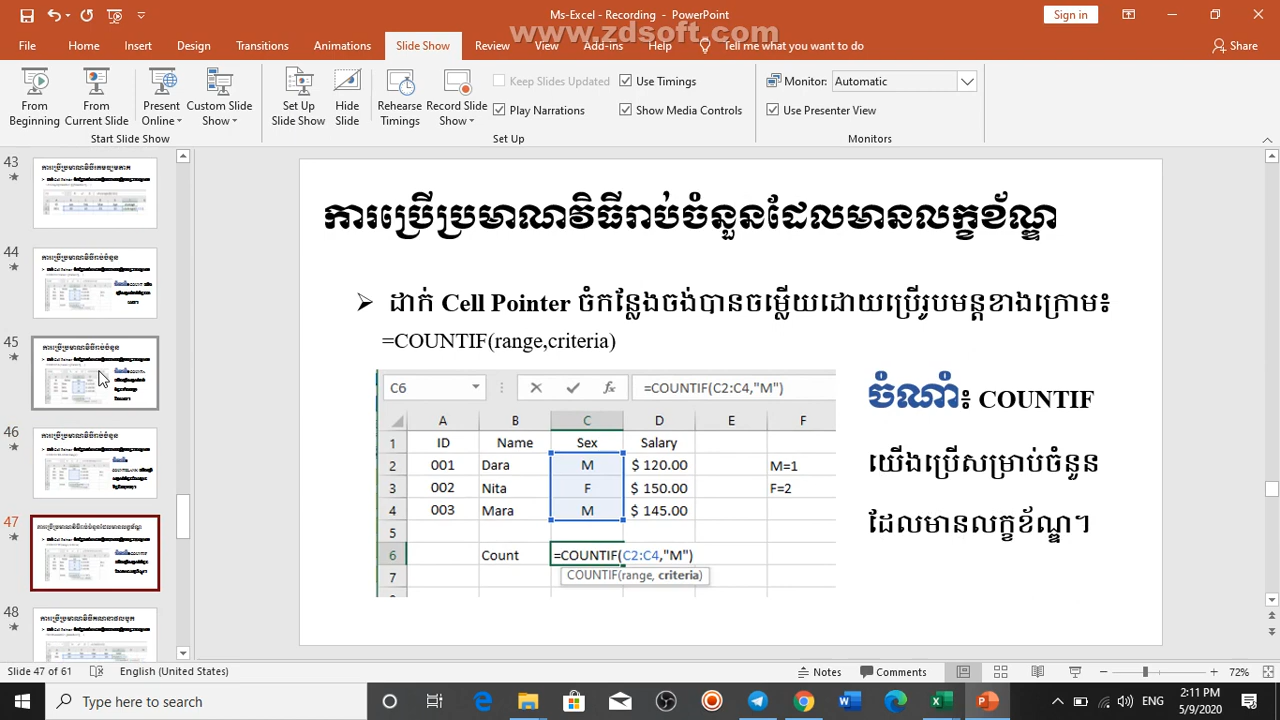 Ms-Excel - Recording - PowerPoint
Sign in
www.zdsoft.com
File Home Insert Design Transitions Animations Slide Show Review View Add-ins Help Tell me what you want to do Share
From Beginning
From Current Slide
Present Online
Custom Slide Show
Set Up Slide Show
Hide Slide
Rehearse Timings
Record Slide Show
Keep Slides Updated
Play Narrations
Use Timings
Show Media Controls
Monitor: Automatic
Use Presenter View
Start Slide Show
Set Up
Monitors
43
44
45
46
47
48
ការប្រើប្រមាណវិធីរាប់ចំនួនដែលមានលក្ខខ័ណ្ឌ
ដាក់ Cell Pointer ចំកន្លែងចង់បានចម្លើយដោយប្រើរូបមន្តខាងក្រោម៖
=COUNTIF(range,criteria)
C6 fx =COUNTIF(C2:C4,"M")
A B C D E F
1 ID Name Sex Salary
2 001 Dara M $ 120.00 M=1
3 002 Nita F $ 150.00 F=2
4 003 Mara M $ 145.00
5
6 Count =COUNTIF(C2:C4,"M")
7 COUNTIF(range, criteria)
ចំណាំ៖ COUNTIF
យើងប្រើសម្រាប់ចំនួន
ដែលមានលក្ខខ័ណ្ឌ។
Slide 47 of 61 English (United States) Notes Comments 72%
Type here to search
ENG
2:11 PM
5/9/2020